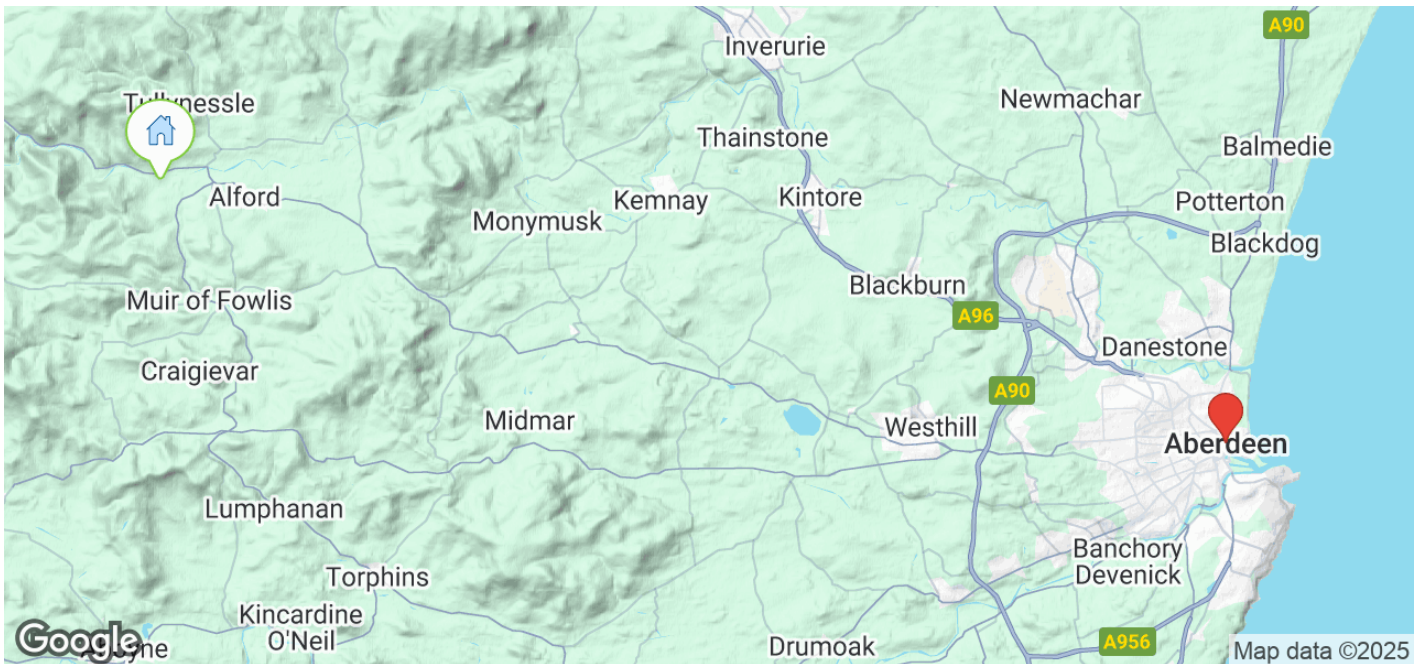 A90
Inverurie
Newmachar
Tullynessle
Thainstone
Balmedie
Alford
Kemnay
Kintore
Potterton
Monymusk
Blackdog
Blackburn
Muir of Fowlis
A96
Danestone
Craigievar
A90
Midmar
Westhill
Aberdeen
Lumphanan
Banchory
Devenick
Torphins
Kincardine
O'Neil
Drumoak
A956
Google
Map data ©2025